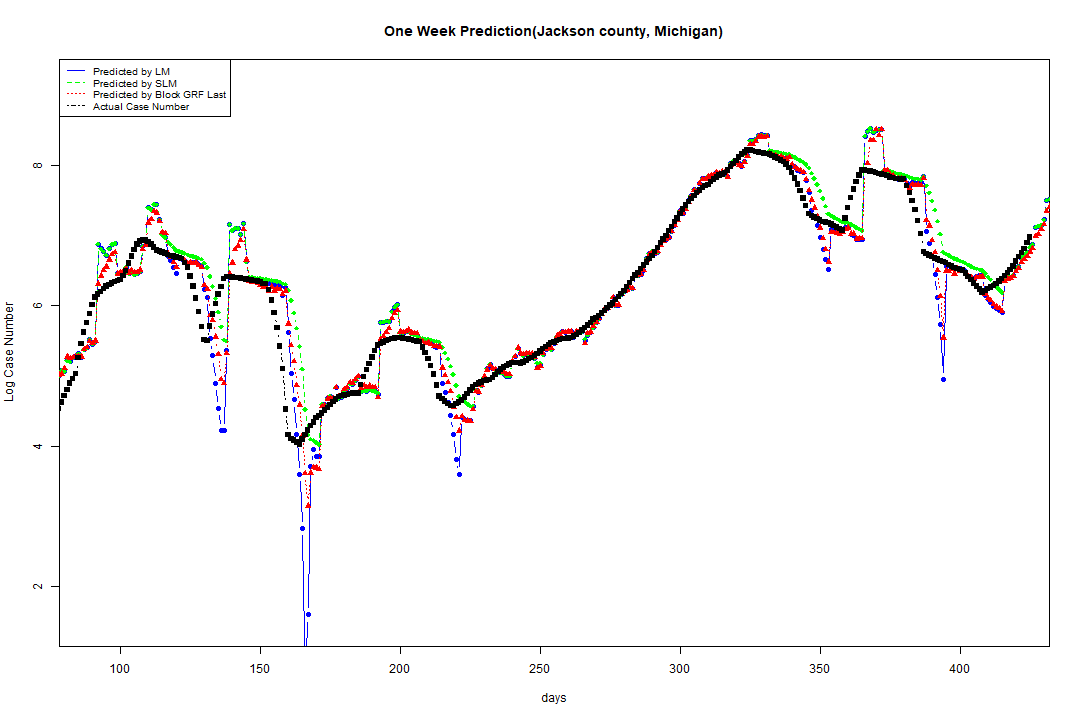 One Week Prediction(Jackson county, Michigan)
Predicted by LM
Predicted by SLM
Predicted by Block GRF Last
Actual Case Number
8
6
4
2
Log Case Number
100 150 200 250 300 350 400
days